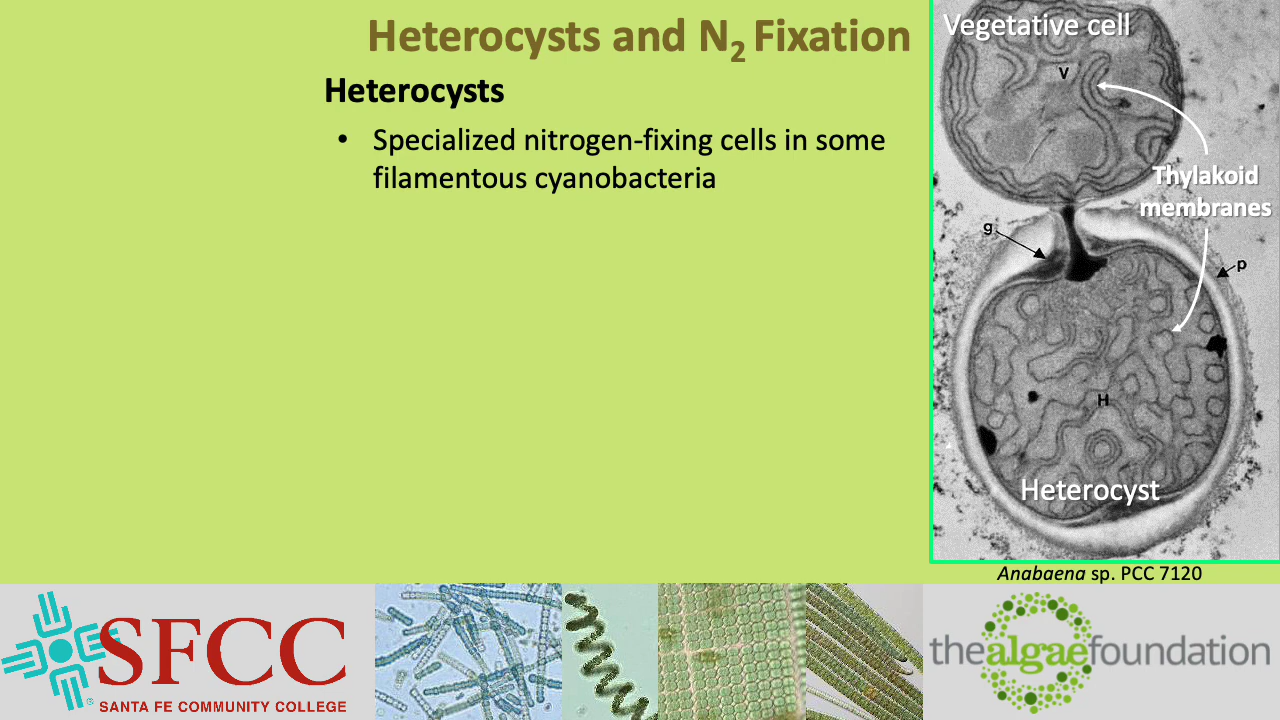 Heterocysts and N₂ Fixation
Heterocysts
• Specialized nitrogen-fixing cells in some
filamentous cyanobacteria
Vegetative cell
V
Thylakoid
membranes
g
p
H
Heterocyst
Anabaena sp. PCC 7120
SFCC
®
SANTA FE COMMUNITY COLLEGE
thealgaefoundation